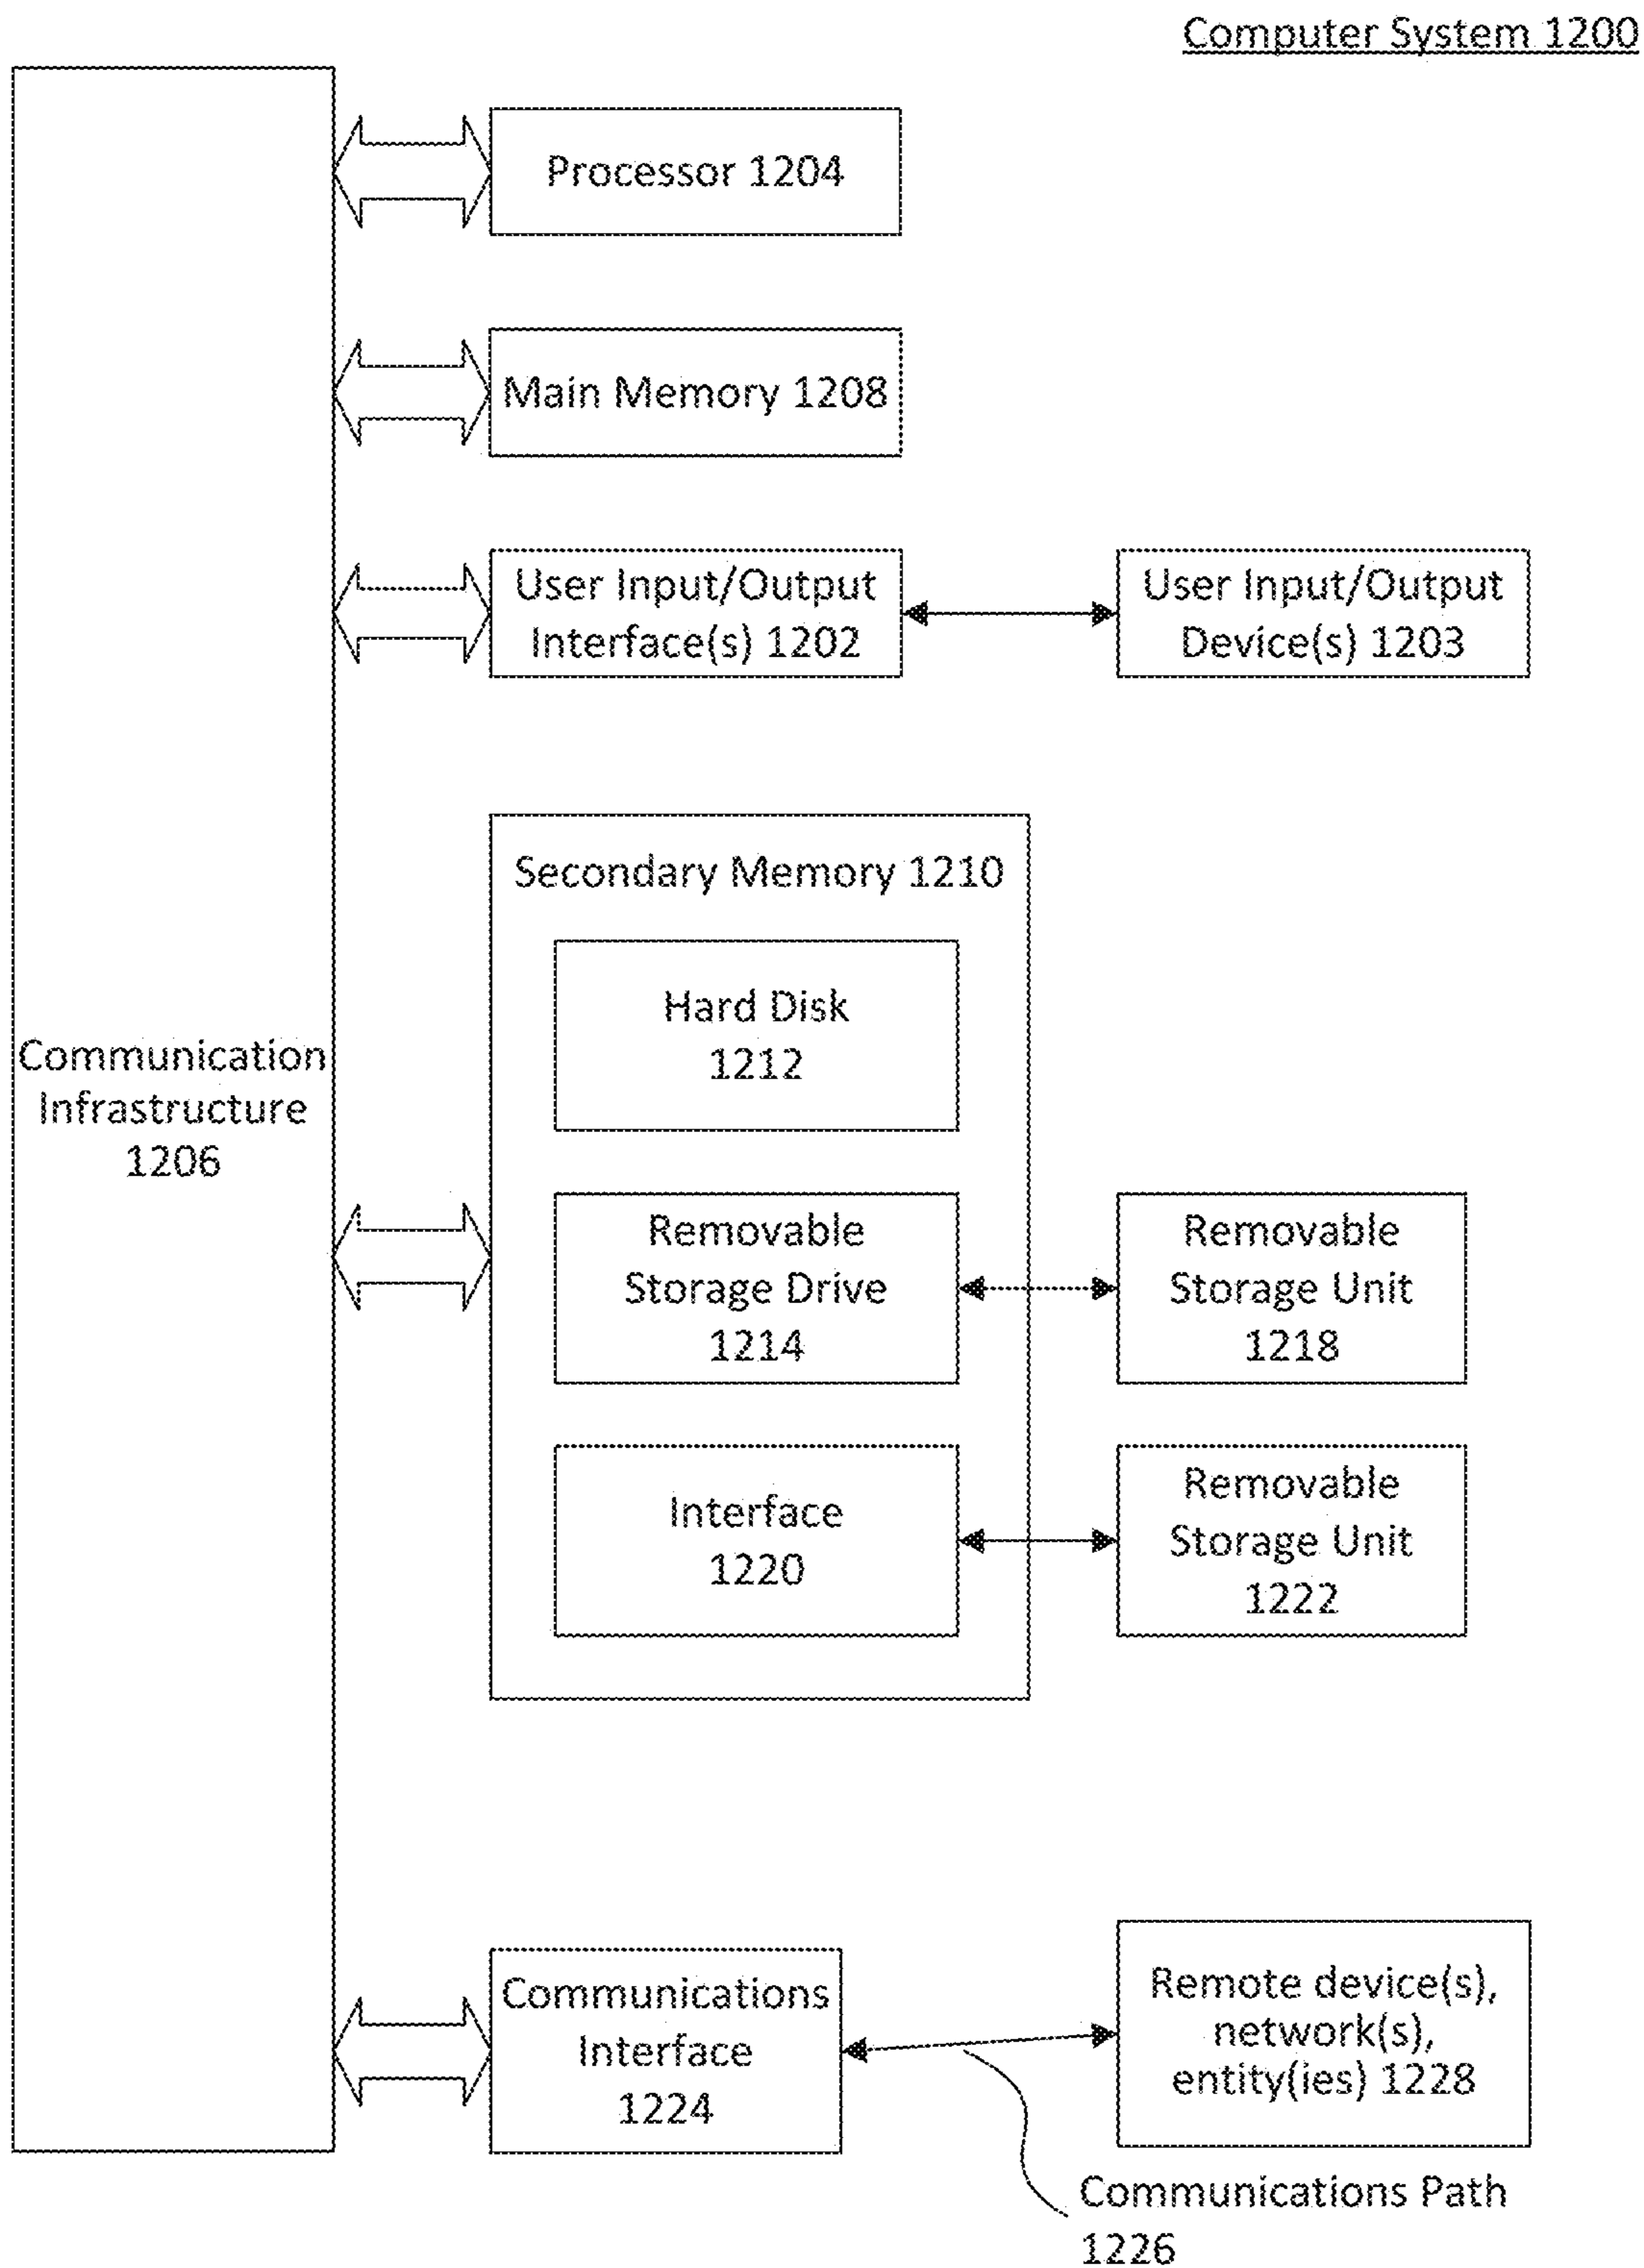 Computer System 1200
Processor 1204
Main Memory 1208
User Input/Output
Interface(s) 1202
User Input/Output
Device(s) 1203
Secondary Memory 1210
Hard Disk
1212
Communication
Infrastructure
1206
Removable
Storage Drive
1214
Removable
Storage Unit
1218
Interface
1220
Removable
Storage Unit
1222
Communications
Interface
1224
Remote device(s),
network(s),
entity(ies) 1228
Communications Path
1226